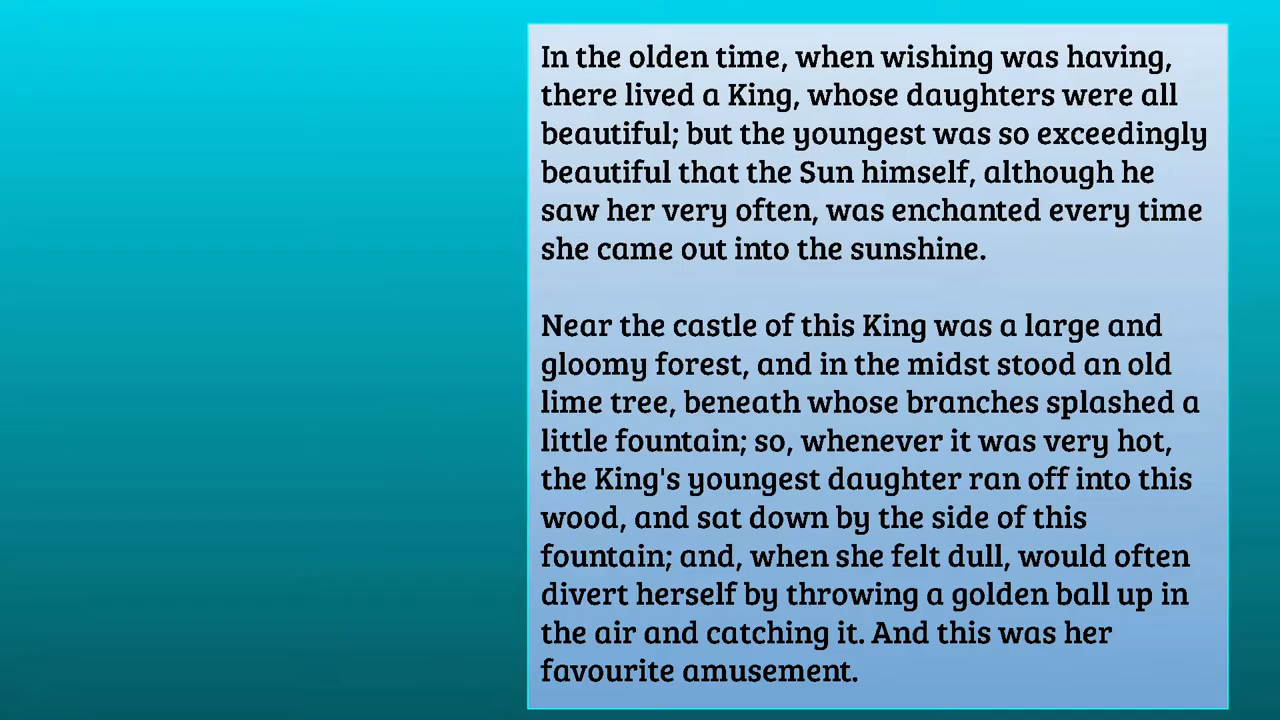 In the olden time, when wishing was having,
there lived a King, whose daughters were all
beautiful; but the youngest was so exceedingly
beautiful that the Sun himself, although he
saw her very often, was enchanted every time
she came out into the sunshine.
Near the castle of this King was a large and
gloomy forest, and in the midst stood an old
lime tree, beneath whose branches splashed a
little fountain; so, whenever it was very hot,
the King's youngest daughter ran off into this
wood, and sat down by the side of this
fountain; and, when she felt dull, would often
divert herself by throwing a golden ball up in
the air and catching it. And this was her
favourite amusement.